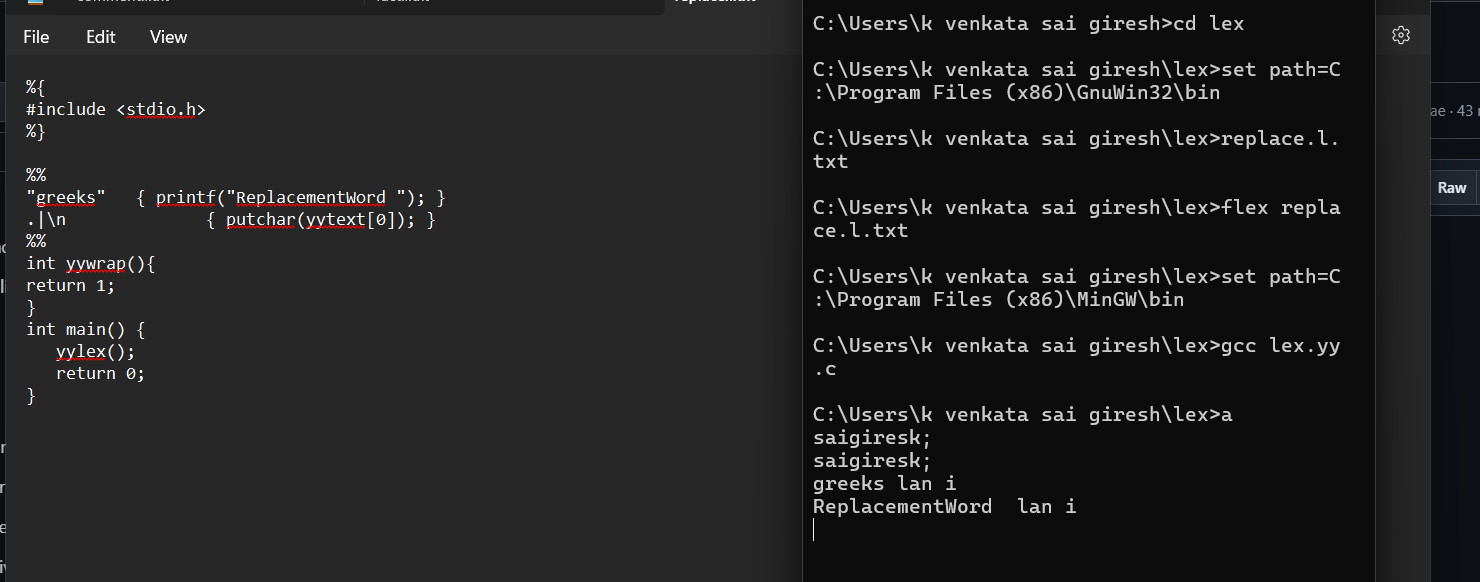 File Edit View
%{
#include <stdio.h>
%}
%%
"greeks" { printf("ReplacementWord "); }
.|\n { putchar(yytext[0]); }
%%
int yywrap(){
return 1;
}
int main() {
yylex();
return 0;
}
C:\Users\k venkata sai giresh>cd lex
C:\Users\k venkata sai giresh\lex>set path=C
:\Program Files (x86)\GnuWin32\bin
C:\Users\k venkata sai giresh\lex>replace.l.
txt
C:\Users\k venkata sai giresh\lex>flex repla
ce.l.txt
C:\Users\k venkata sai giresh\lex>set path=C
:\Program Files (x86)\MinGW\bin
C:\Users\k venkata sai giresh\lex>gcc lex.yy
.c
C:\Users\k venkata sai giresh\lex>a
saigiresk;
saigiresk;
greeks lan i
ReplacementWord  lan i
Raw